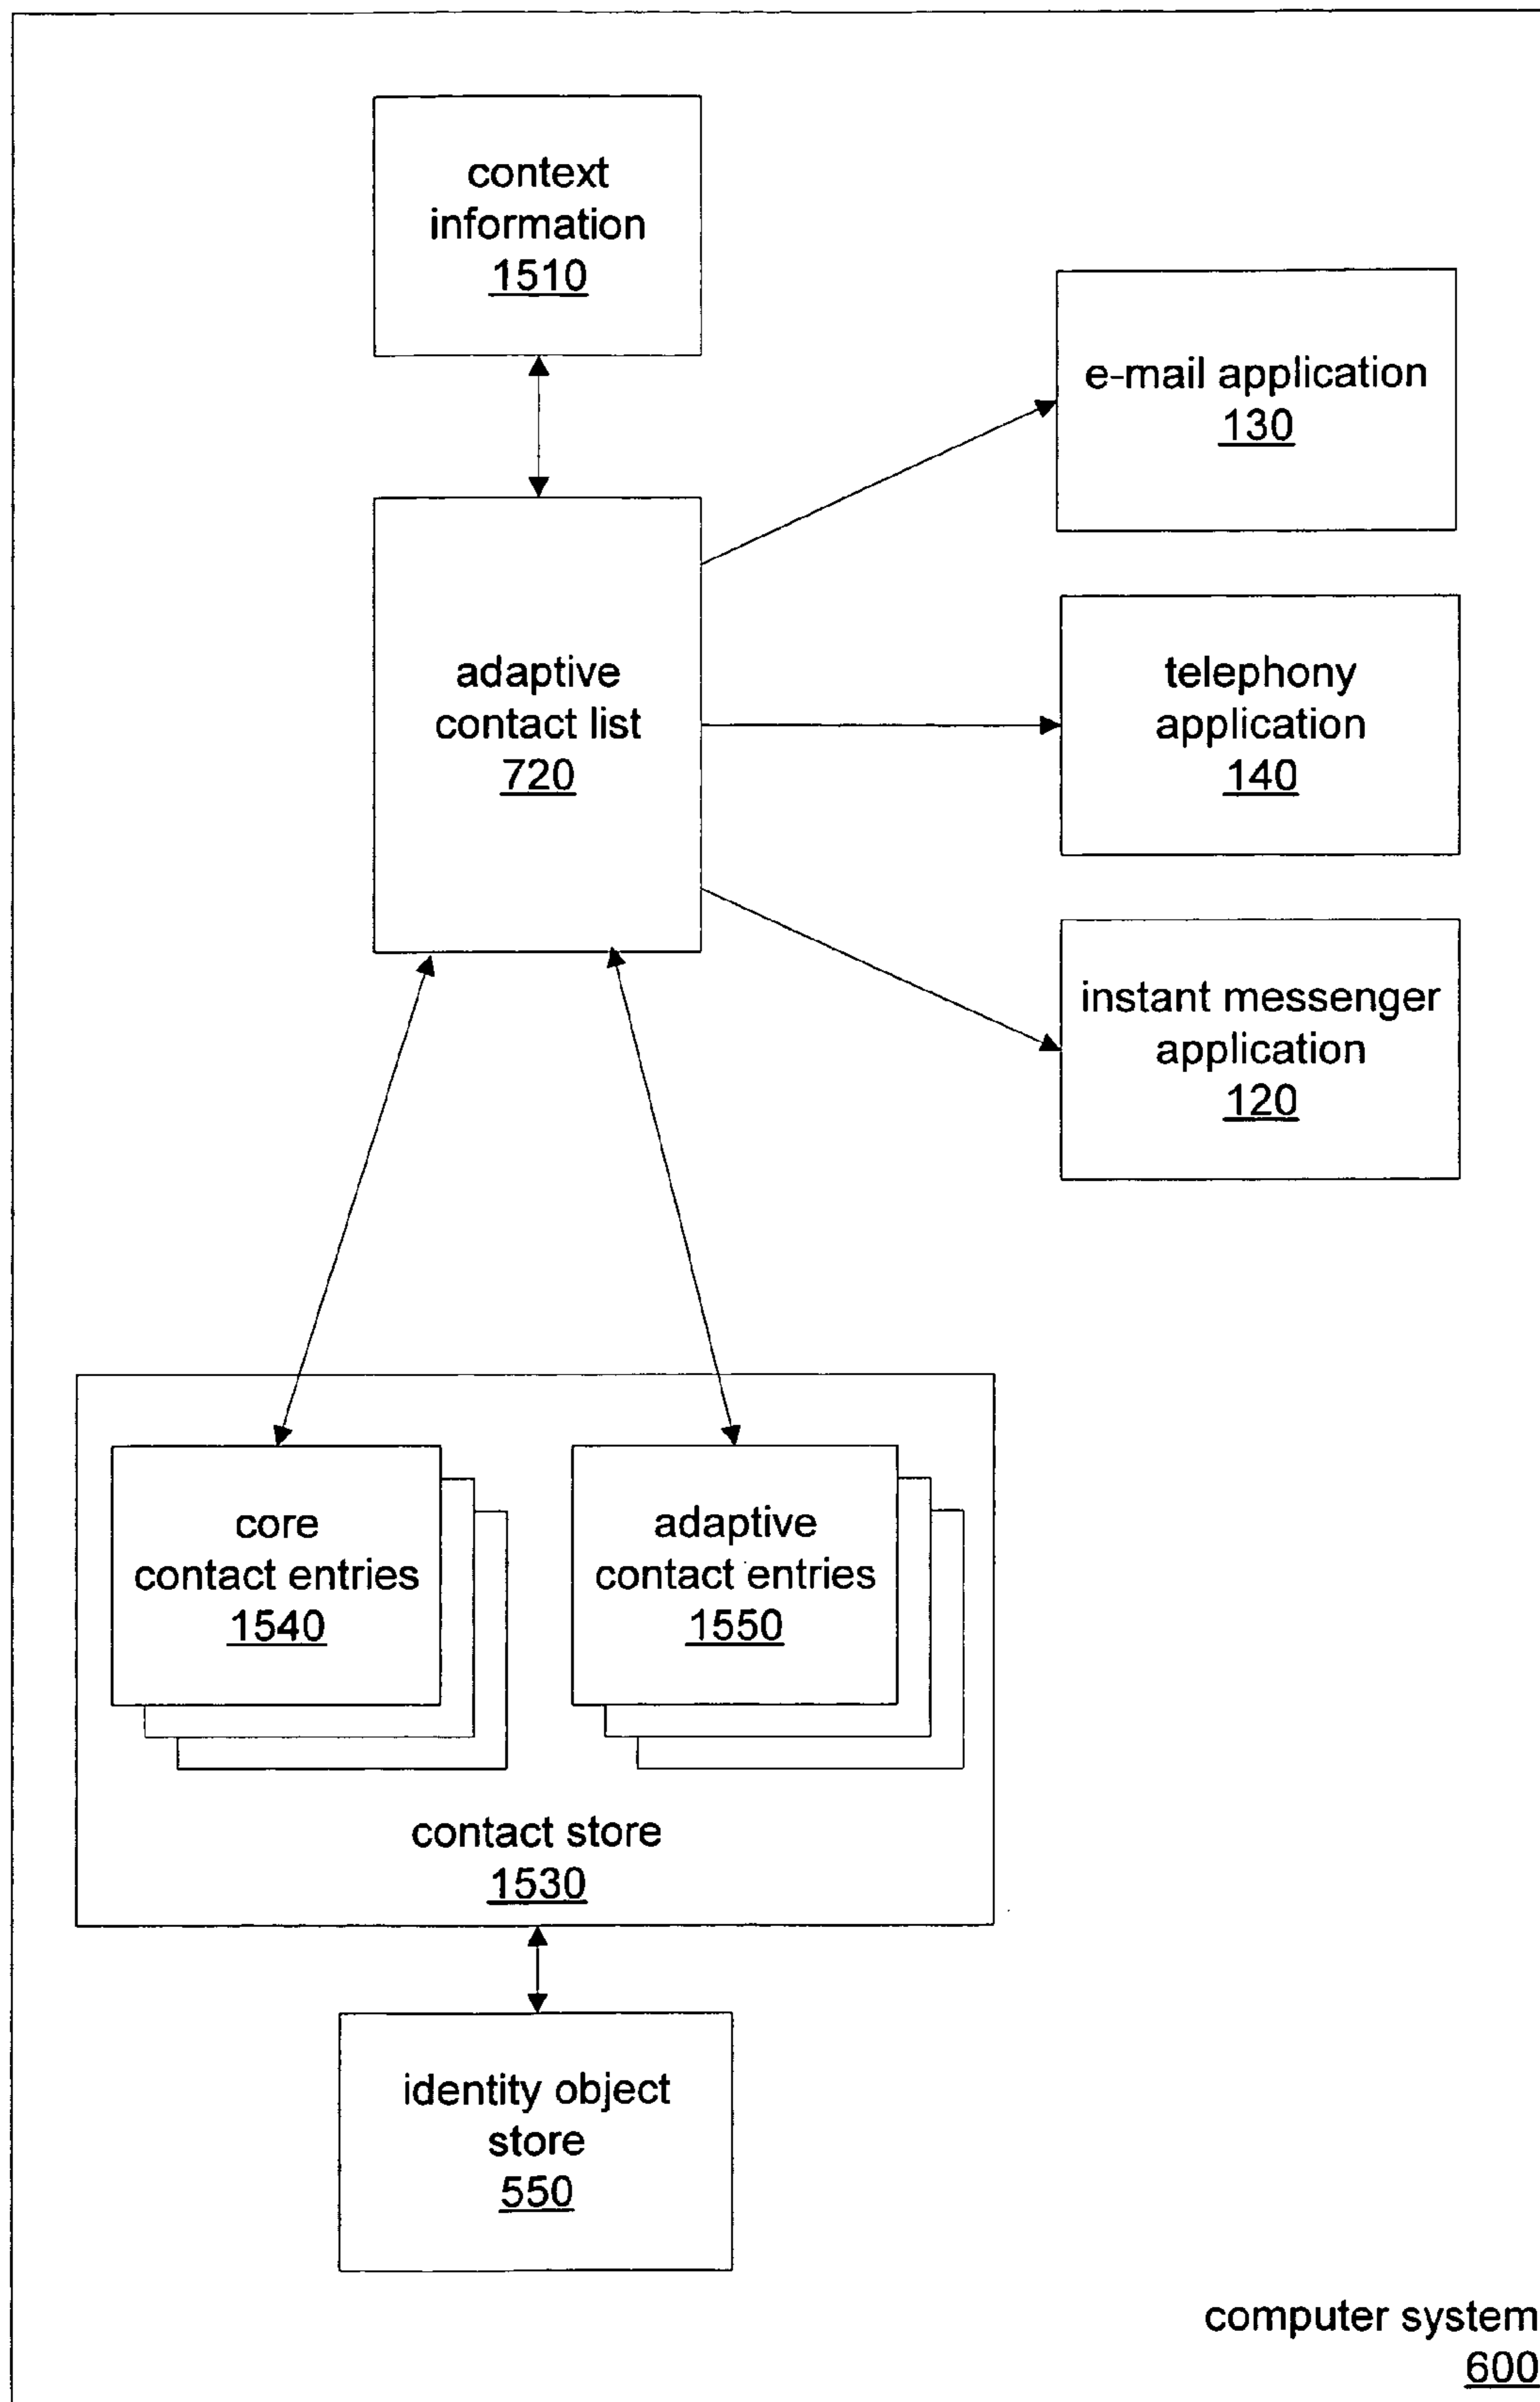 context
information
1510
e-mail application
130
adaptive
contact list
720
telephony
application
140
instant messenger
application
120
core
contact entries
1540
adaptive
contact entries
1550
contact store
1530
identity object
store
550
computer system
600